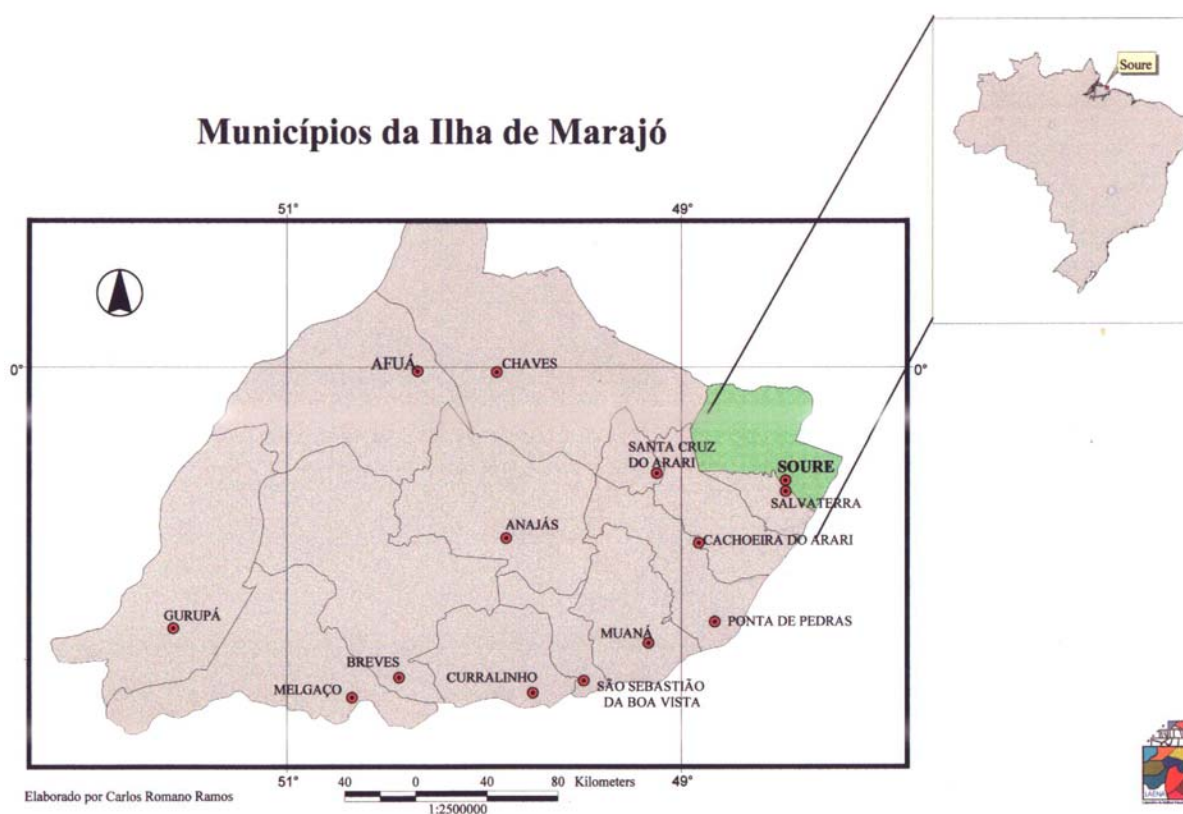 Soure
Municípios da Ilha de Marajó
51°
49°
0°
0°
AFUÁ
CHAVES
SANTA CRUZ
DO ARARI
SOURE
SALVATERRA
ANAJÁS
CACHOEIRA DO ARARI
GURUPÁ
PONTA DE PEDRAS
MUANÁ
BREVES
CURRALINHO
SÃO SEBASTIÃO
DA BOA VISTA
MELGAÇO
51°
49°
40 0 40 80 Kilometers
1:2500000
Elaborado por Carlos Romano Ramos
LAENA